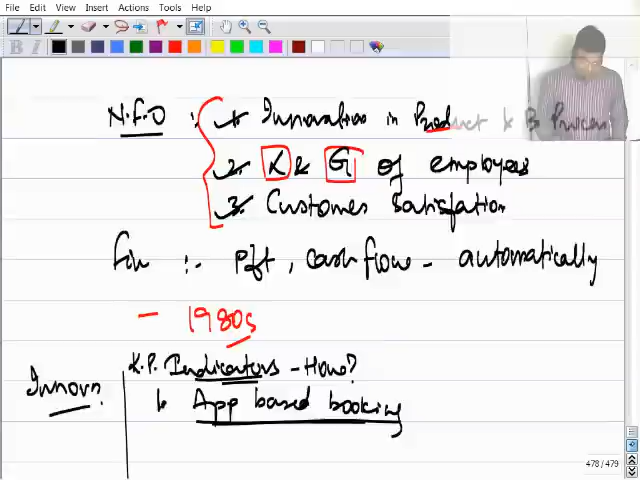 File Edit View Insert Actions Tools Help
N.F.O :- 1. Innovation in Product & B. Process
2. L & G of employees
3. Customer Satisfaction
Fin :- Pft, cash flow - automatically
- 1980s
K.P. Indicators - How?
Innovn:
1. App based booking
478 / 479